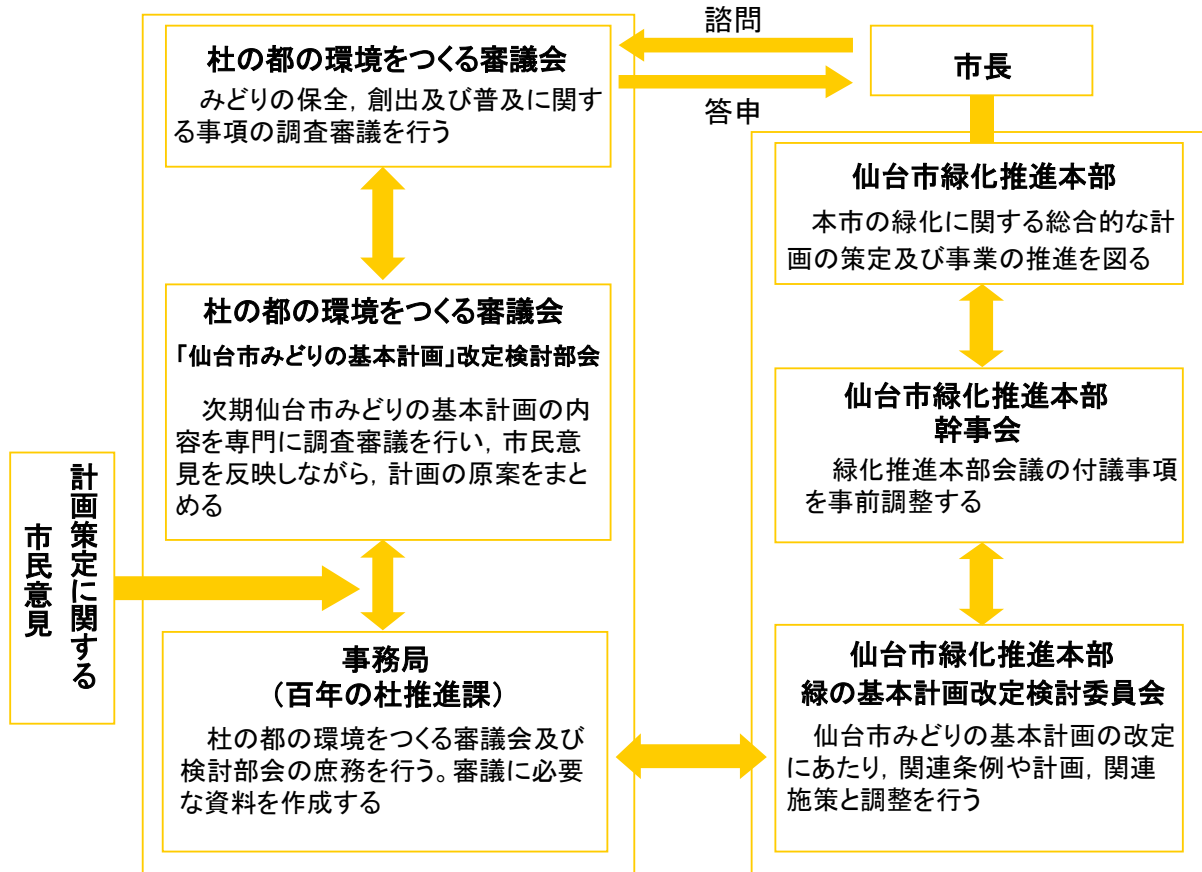 諮問
杜の都の環境をつくる審議会
みどりの保全，創出及び普及に関す
る事項の調査審議を行う
市長
答申
仙台市緑化推進本部
本市の緑化に関する総合的な計
画の策定及び事業の推進を図る
杜の都の環境をつくる審議会
「仙台市みどりの基本計画」改定検討部会
次期仙台市みどりの基本計画の内
容を専門に調査審議を行い，市民意
見を反映しながら，計画の原案をまと
める
仙台市緑化推進本部
幹事会
緑化推進本部会議の付議事項
を事前調整する
計画策定に関する
市民意見
事務局
（百年の杜推進課）
杜の都の環境をつくる審議会及び
検討部会の庶務を行う。審議に必要
な資料を作成する
仙台市緑化推進本部
緑の基本計画改定検討委員会
仙台市みどりの基本計画の改定
にあたり，関連条例や計画，関連
施策と調整を行う